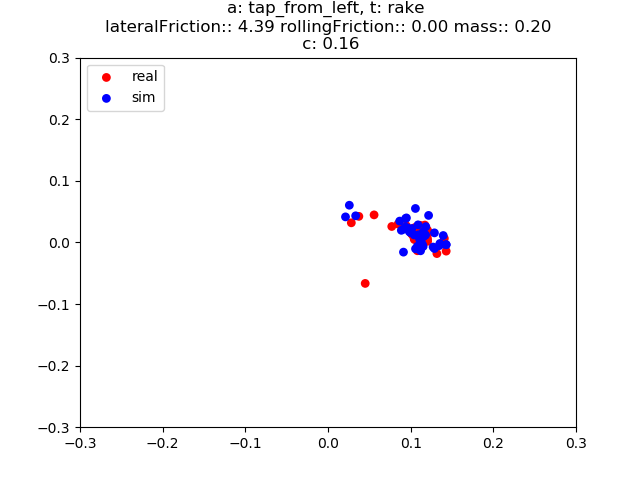 a: tap_from_left, t: rake
lateralFriction:: 4.39 rollingFriction:: 0.00 mass:: 0.20
c: 0.16
0.3
real
sim
0.2
0.1
0.0
−0.1
−0.2
−0.3
−0.3
−0.2
−0.1
0.0
0.1
0.2
0.3